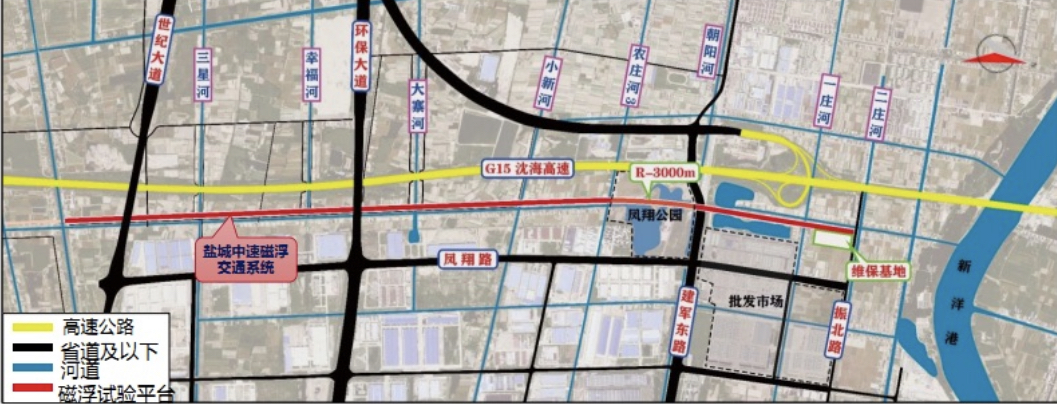 世纪大道
三星河
幸福河
环保大道
大寨河
小新河
农庄河3
朝阳河
一庄河
二庄河
G15 沈海高速
R-3000m
凤翔公园
盐城中速磁浮
交通系统
凤翔路
维保基地
新洋港
建军东路
批发市场
振北路
高速公路
省道及以下
河道
磁浮试验平台